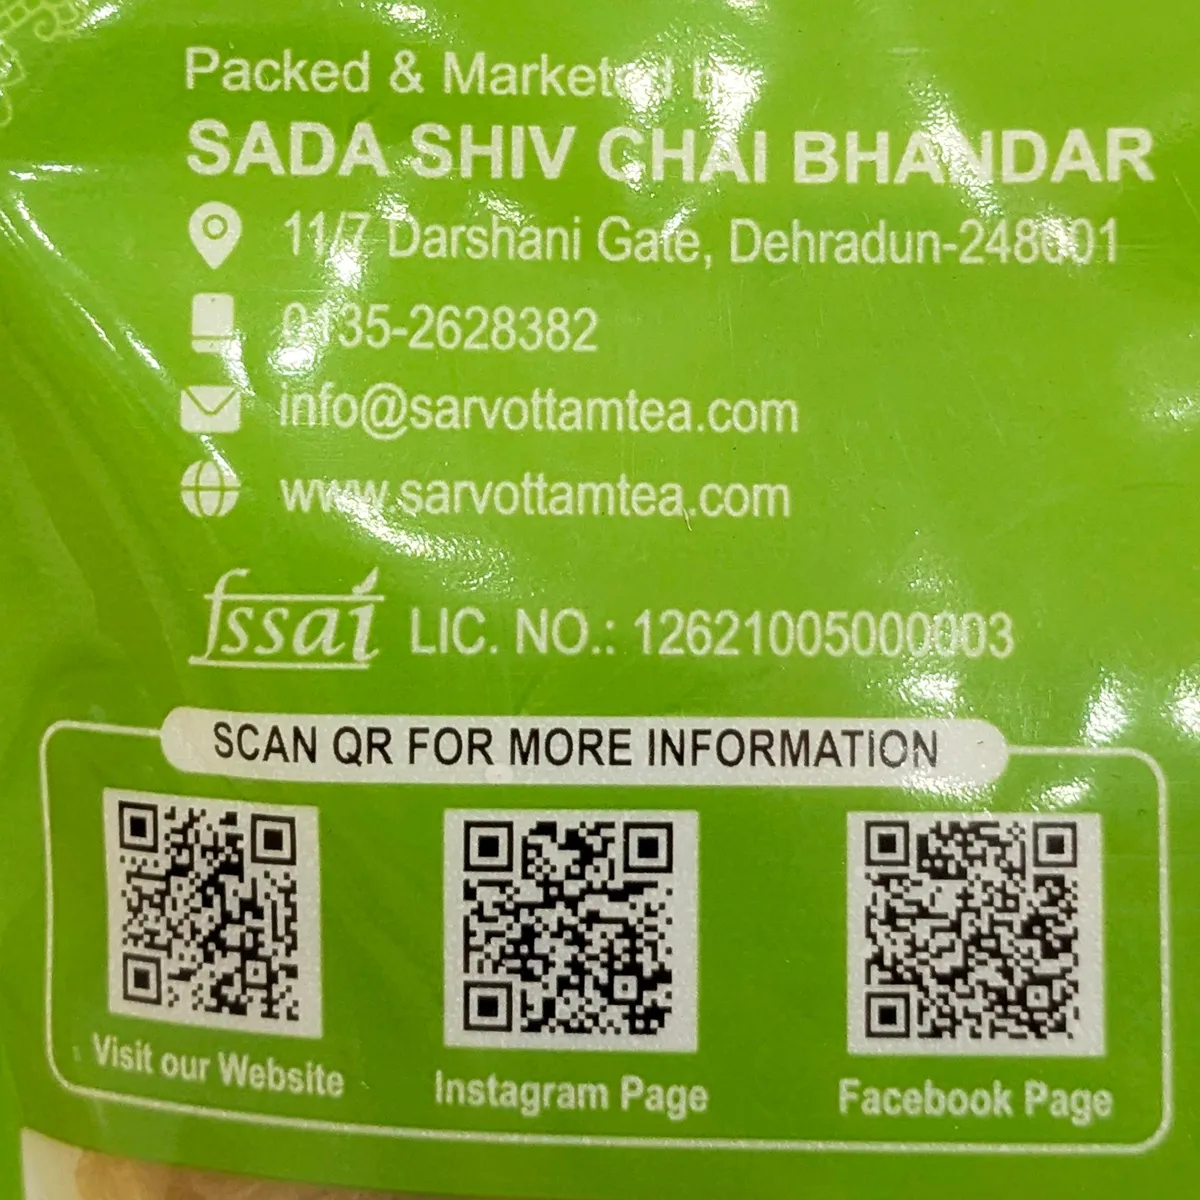 Packed & Marketed by
SADA SHIV CHAI BHANDAR
11/7 Darshani Gate, Dehradun-248001
0135-2628382
info@sarvottamtea.com
www.sarvottamtea.com
fssai LIC. NO.: 12621005000003
SCAN QR FOR MORE INFORMATION
Visit our Website
Instagram Page
Facebook Page